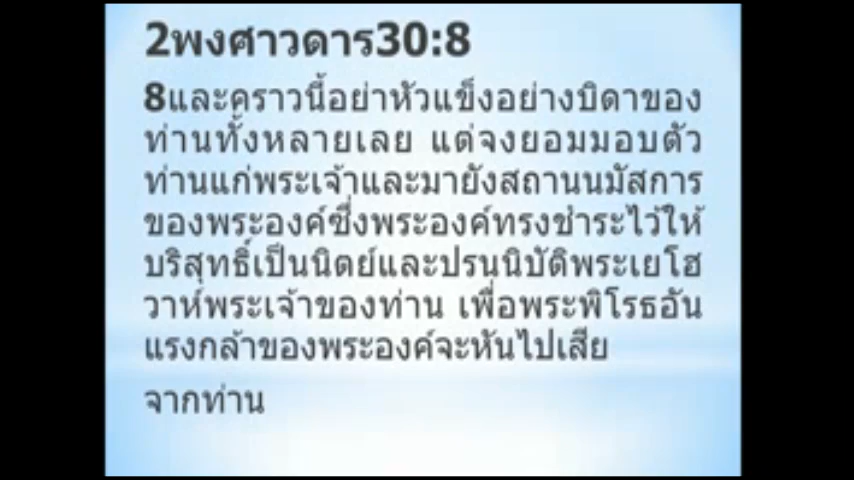 2พงศาวดาร30:8
8และคราวนี้อย่าหัวแข็งอย่างบิดาของ
ท่านทั้งหลายเลย แต่จงยอมมอบตัว
ท่านแก่พระเจ้าและมายังสถานนมัสการ
ของพระองค์ซึ่งพระองค์ทรงชำระไว้ให้
บริสุทธิ์เป็นนิตย์และปรนนิบัติพระเยโฮ
วาห์พระเจ้าของท่าน เพื่อพระพิโรธอัน
แรงกล้าของพระองค์จะหันไปเสีย
จากท่าน